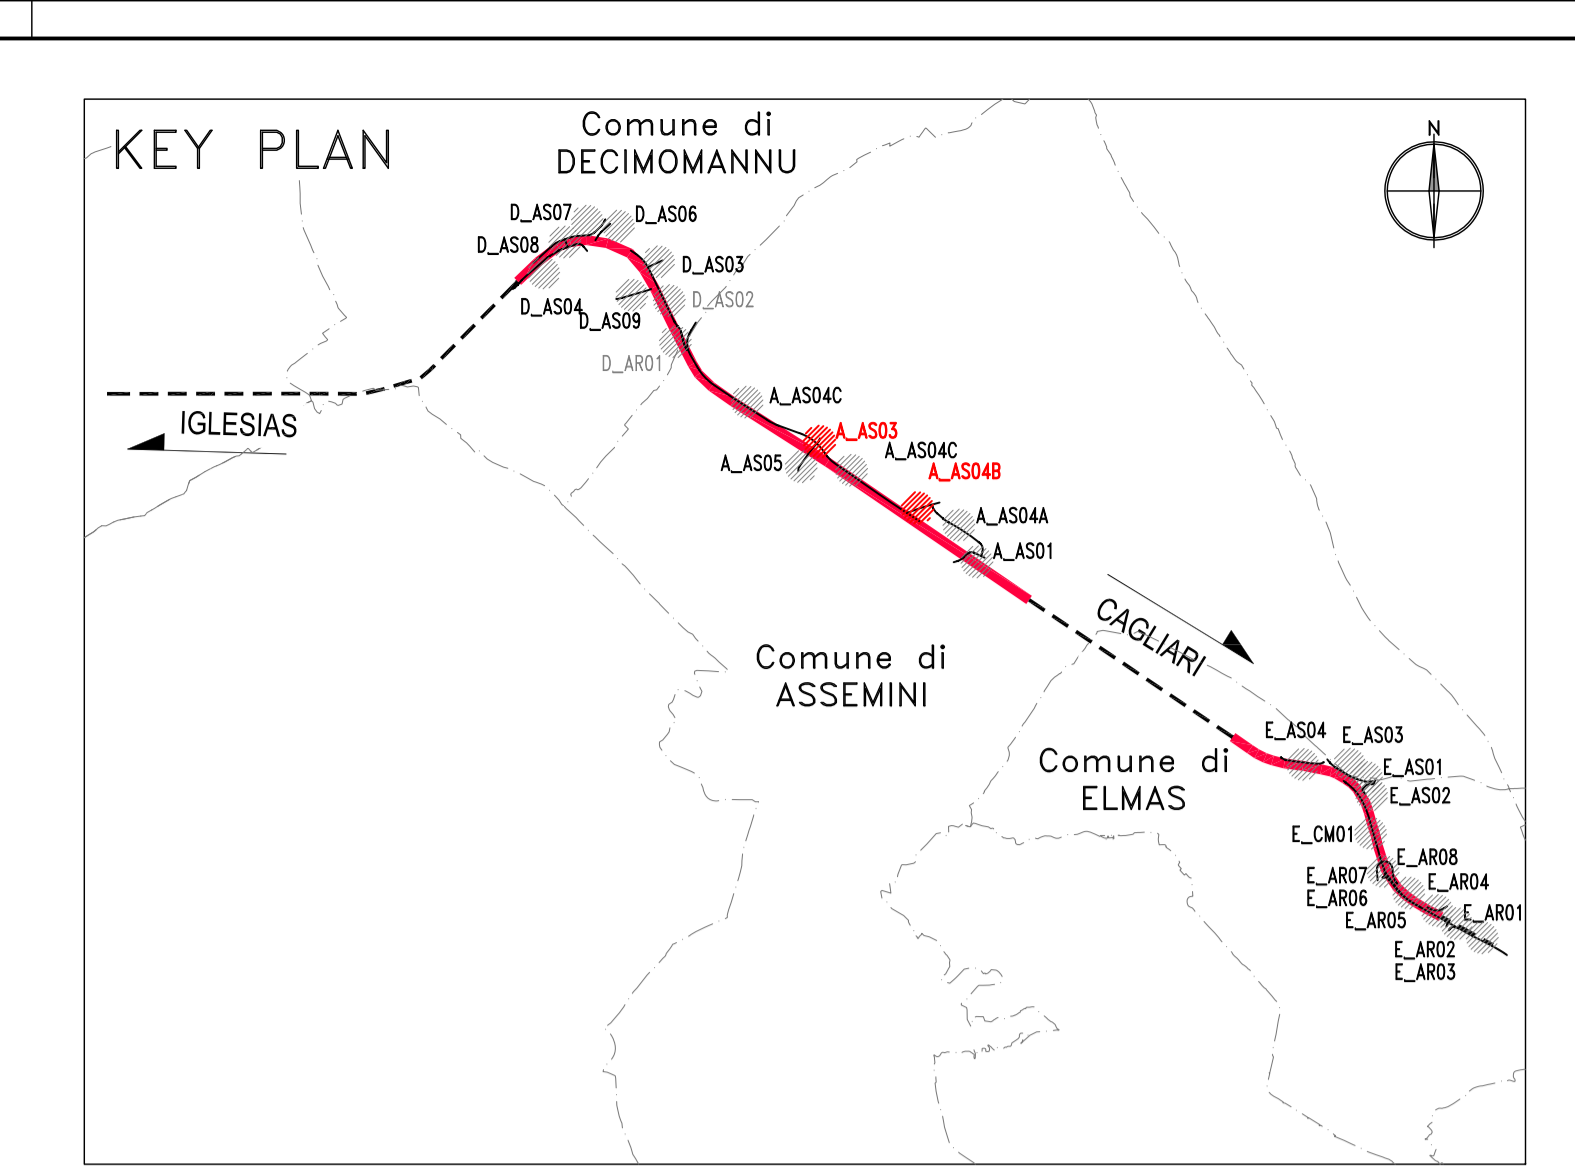 KEY PLAN
Comune di
DECIMOMANNU
N
D_AS07
D_AS06
D_AS08
D_AS03
D_AS04
D_AS02
D_AS09
D_AR01
A_AS04C
IGLESIAS
A_AS03
A_AS04C
A_AS05
A_AS04B
A_AS04A
A_AS01
CAGLIARI
Comune di
ASSEMINI
E_AS04
E_AS03
Comune di
ELMAS
E_AS01
E_AS02
E_CM01
E_AR08
E_AR07
E_AR04
E_AR06
E_AR01
E_AR05
E_AR02
E_AR03